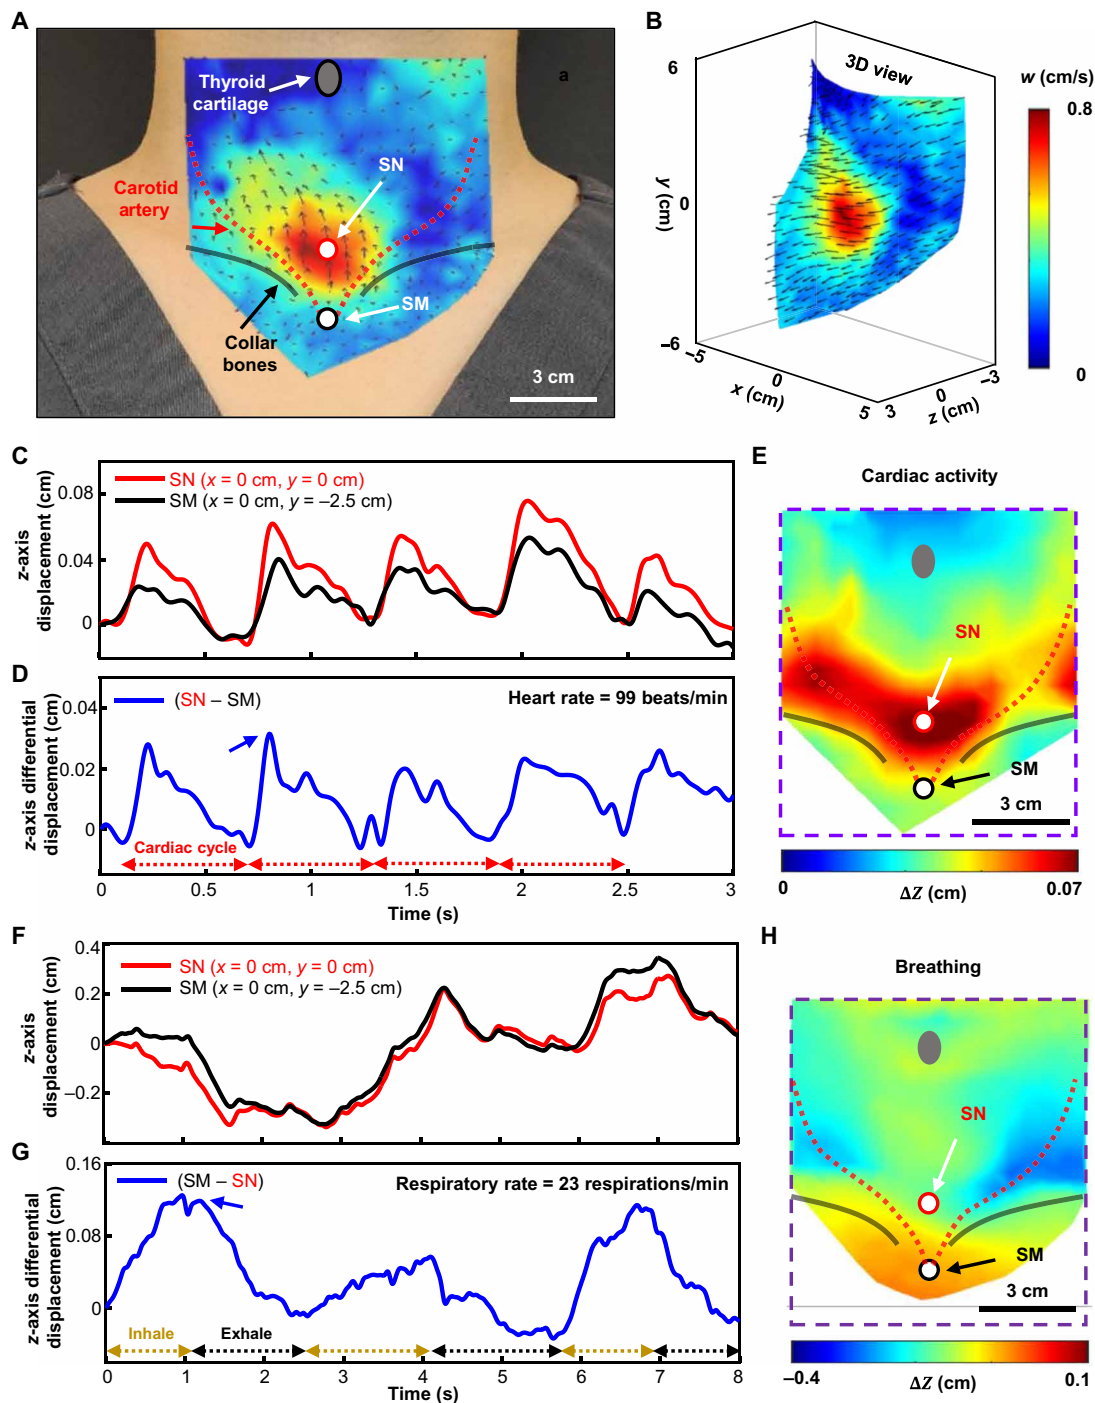 A
Thyroid
cartilage
a
SN
Carotid
artery
SM
Collar
bones
3 cm
B
6
3D view
w (cm/s)
0.8
y (cm)
0
–6
–5
0
x (cm)
5
3
0
z (cm)
–3
0
C
SN (x = 0 cm, y = 0 cm)
SM (x = 0 cm, y = –2.5 cm)
z-axis
displacement (cm)
0.08
0.04
0
D
(SN – SM)
Heart rate = 99 beats/min
z-axis differential
displacement (cm)
0.04
0.02
0
Cardiac cycle
0 0.5 1 1.5 2 2.5 3
Time (s)
E
Cardiac activity
SN
SM
3 cm
0 0.07
ΔZ (cm)
F
SN (x = 0 cm, y = 0 cm)
SM (x = 0 cm, y = –2.5 cm)
z-axis
displacement (cm)
0.4
0.2
0
–0.2
G
(SM – SN)
Respiratory rate = 23 respirations/min
z-axis differential
displacement (cm)
0.16
0.08
0
Inhale
Exhale
0 1 2 3 4 5 6 7 8
Time (s)
H
Breathing
SN
SM
3 cm
–0.4 0.1
ΔZ (cm)